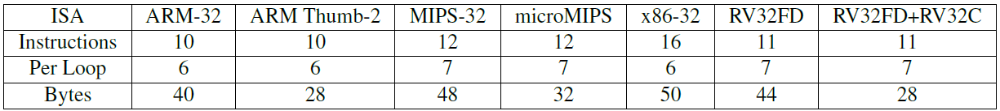 ISA ARM-32 ARM Thumb-2 MIPS-32 microMIPS x86-32 RV32FD RV32FD+RV32C
Instructions 10 10 12 12 16 11 11
Per Loop 6 6 7 7 6 7 7
Bytes 40 28 48 32 50 44 28